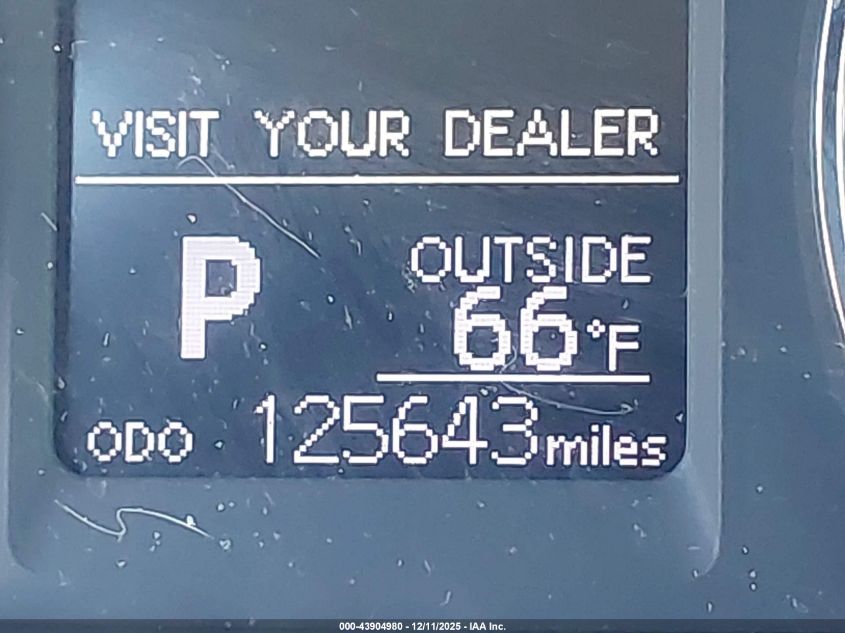 VISIT YOUR DEALER
P
OUTSIDE
66°F
ODO 125643 miles
000-43904980 - 12/11/2025 - IAA Inc.